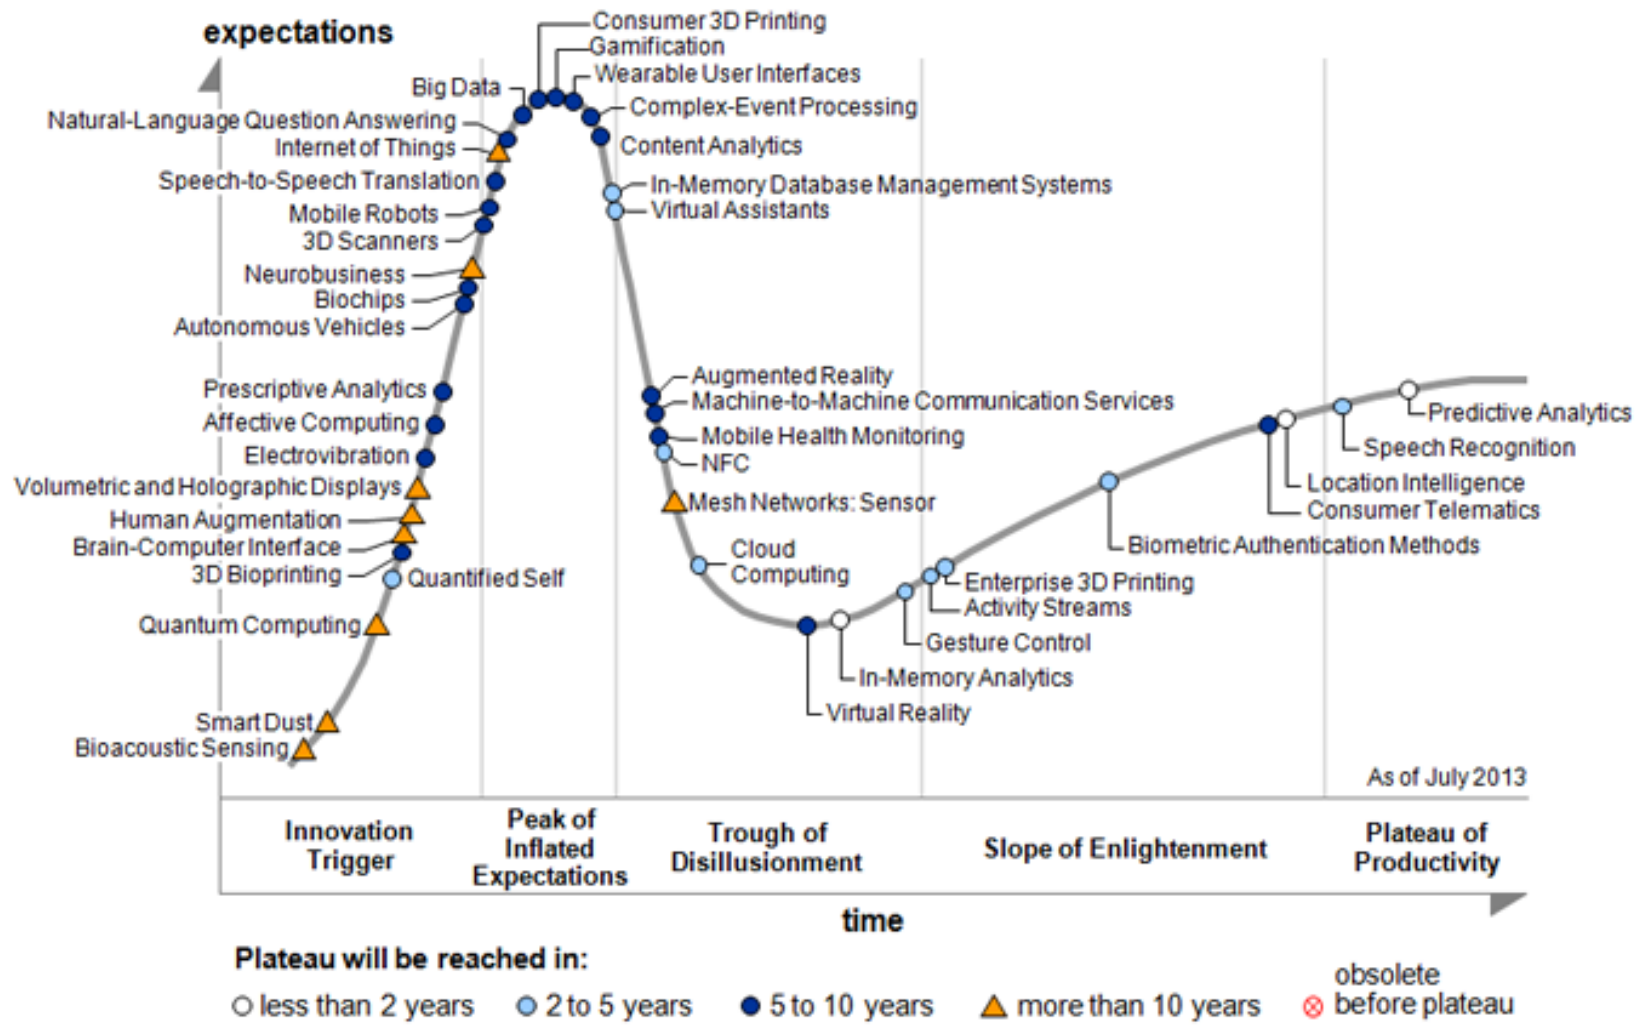 expectations
Consumer 3D Printing
Gamification
Wearable User Interfaces
Big Data
Complex-Event Processing
Natural-Language Question Answering
Internet of Things
Content Analytics
Speech-to-Speech Translation
In-Memory Database Management Systems
Mobile Robots
Virtual Assistants
3D Scanners
Neurobusiness
Biochips
Autonomous Vehicles
Augmented Reality
Prescriptive Analytics
Machine-to-Machine Communication Services
Predictive Analytics
Affective Computing
Mobile Health Monitoring
Speech Recognition
Electrovibration
NFC
Volumetric and Holographic Displays
Location Intelligence
Mesh Networks: Sensor
Consumer Telematics
Human Augmentation
Brain-Computer Interface
Biometric Authentication Methods
Cloud
Computing
3D Bioprinting
Quantified Self
Enterprise 3D Printing
Activity Streams
Quantum Computing
Gesture Control
In-Memory Analytics
Virtual Reality
Smart Dust
Bioacoustic Sensing
As of July 2013
Innovation
Trigger
Peak of
Inflated
Expectations
Trough of
Disillusionment
Slope of Enlightenment
Plateau of
Productivity
time
Plateau will be reached in:
less than 2 years
2 to 5 years
5 to 10 years
more than 10 years
obsolete
before plateau